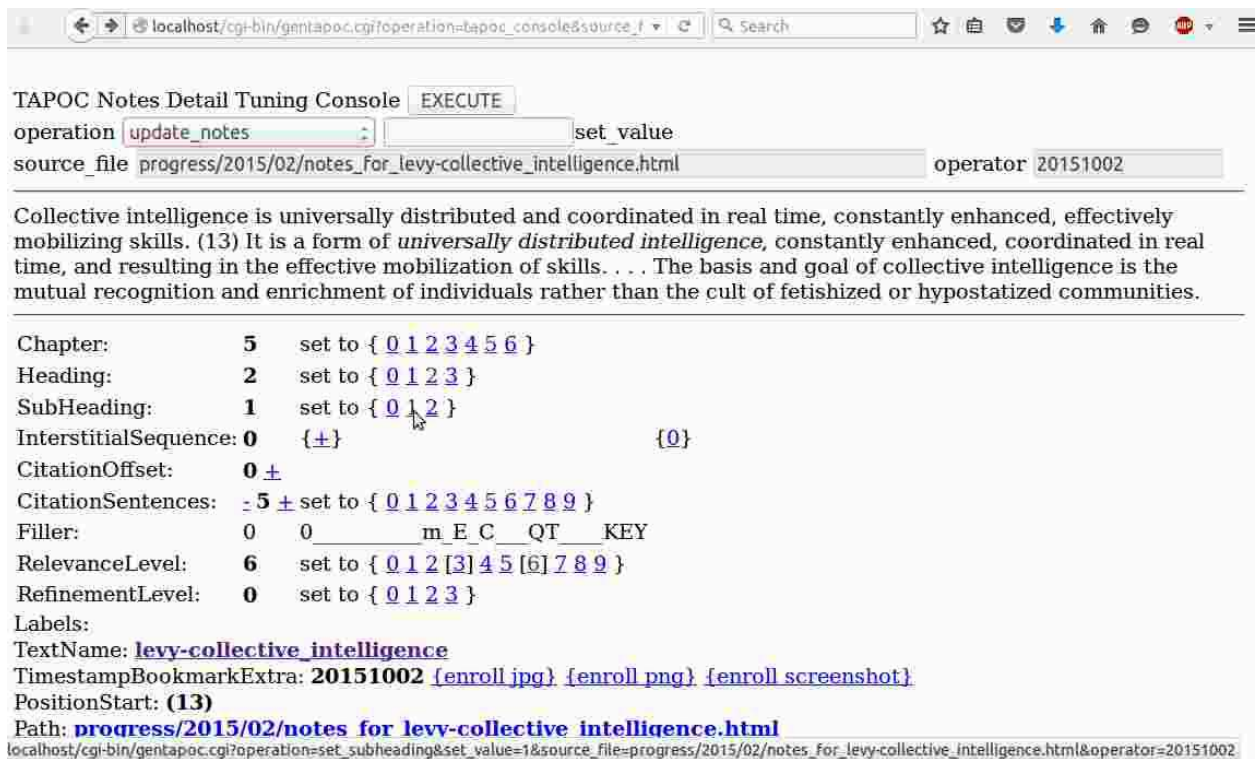 localhost/cgi-bin/gentapoc.cgi?operation=tapoc_console&source_f Search
TAPOC Notes Detail Tuning Console EXECUTE
operation update_notes set_value
source_file progress/2015/02/notes_for_levy-collective_intelligence.html operator 20151002
Collective intelligence is universally distributed and coordinated in real time, constantly enhanced, effectively
mobilizing skills. (13) It is a form of universally distributed intelligence, constantly enhanced, coordinated in real
time, and resulting in the effective mobilization of skills. . . . The basis and goal of collective intelligence is the
mutual recognition and enrichment of individuals rather than the cult of fetishized or hypostatized communities.
Chapter: 5 set to { 0 1 2 3 4 5 6 }
Heading: 2 set to { 0 1 2 3 }
SubHeading: 1 set to { 0 1 2 }
InterstitialSequence: 0 {+} {0}
CitationOffset: 0 +
CitationSentences: - 5 + set to { 0 1 2 3 4 5 6 7 8 9 }
Filler: 0 0__________m_E_C___QT____KEY
RelevanceLevel: 6 set to { 0 1 2 [3] 4 5 [6] 7 8 9 }
RefinementLevel: 0 set to { 0 1 2 3 }
Labels:
TextName: levy-collective_intelligence
TimestampBookmarkExtra: 20151002 {enroll jpg} {enroll png} {enroll screenshot}
PositionStart: (13)
Path: progress/2015/02/notes_for_levy-collective_intelligence.html
localhost/cgi-bin/gentapoc.cgi?operation=set_subheading&set_value=1&source_file=progress/2015/02/notes_for_levy-collective_intelligence.html&operator=20151002